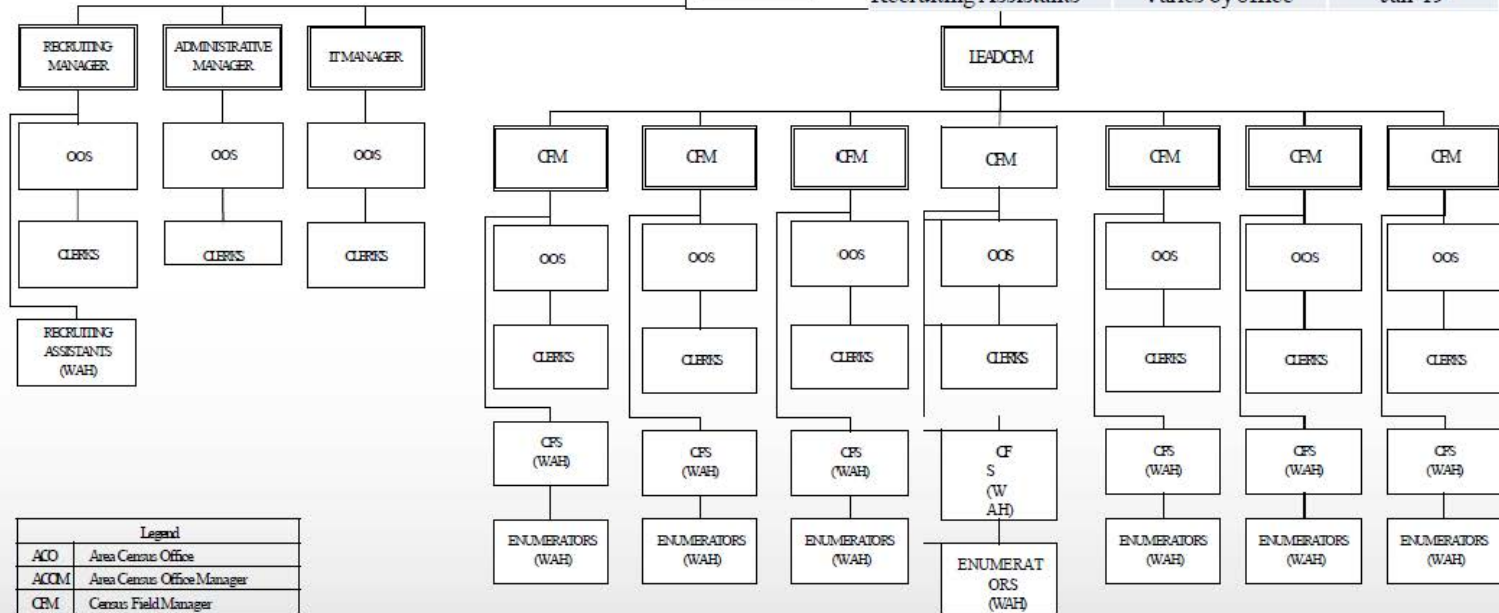 Recruiting Assistants Varies by office Jan-19
RECRUITING
MANAGER
ADMINISTRATIVE
MANAGER
IT MANAGER
LEAD CFM
OOS
OOS
OOS
CFM
CFM
CFM
CFM
CFM
CFM
CFM
CLERKS
CLERKS
CLERKS
OOS
OOS
OOS
OOS
OOS
OOS
OOS
RECRUITING
ASSISTANTS
(WAH)
CLERKS
CLERKS
CLERKS
CLERKS
CLERKS
CLERKS
CLERKS
CFS
(WAH)
CFS
(WAH)
CFS
(WAH)
CF
S
(W
AH)
CFS
(WAH)
CFS
(WAH)
CFS
(WAH)
ENUMERATORS
(WAH)
ENUMERATORS
(WAH)
ENUMERATORS
(WAH)
ENUMERAT
ORS
(WAH)
ENUMERATORS
(WAH)
ENUMERATORS
(WAH)
ENUMERATORS
(WAH)
Legend
ACO Area Census Office
ACOM Area Census Office Manager
CFM Census Field Manager